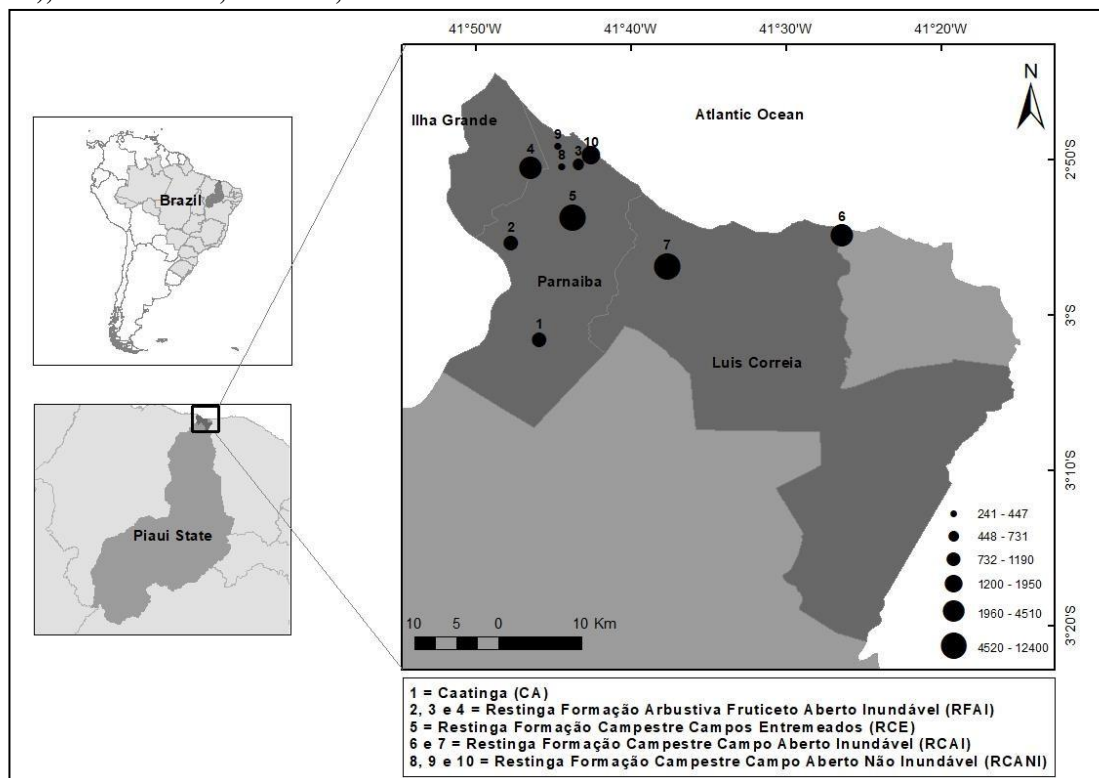 41°50'W 41°40'W 41°30'W 41°20'W
N
Ilha Grande
Atlantic Ocean
9
10
4
8
3
2°50'S
Brazil
5
6
2
7
Parnaiba
3°S
1
Luis Correia
3°10'S
Piaui State
241 - 447
448 - 731
732 - 1190
1200 - 1950
1960 - 4510
4520 - 12400
10 5 0 10 Km
3°20'S
1 = Caatinga (CA)
2, 3 e 4 = Restinga Formação Arbustiva Fruticeto Aberto Inundável (RFAI)
5 = Restinga Formação Campestre Campos Entremeados (RCE)
6 e 7 = Restinga Formação Campestre Campo Aberto Inundável (RCAI)
8, 9 e 10 = Restinga Formação Campestre Campo Aberto Não Inundável (RCANI)